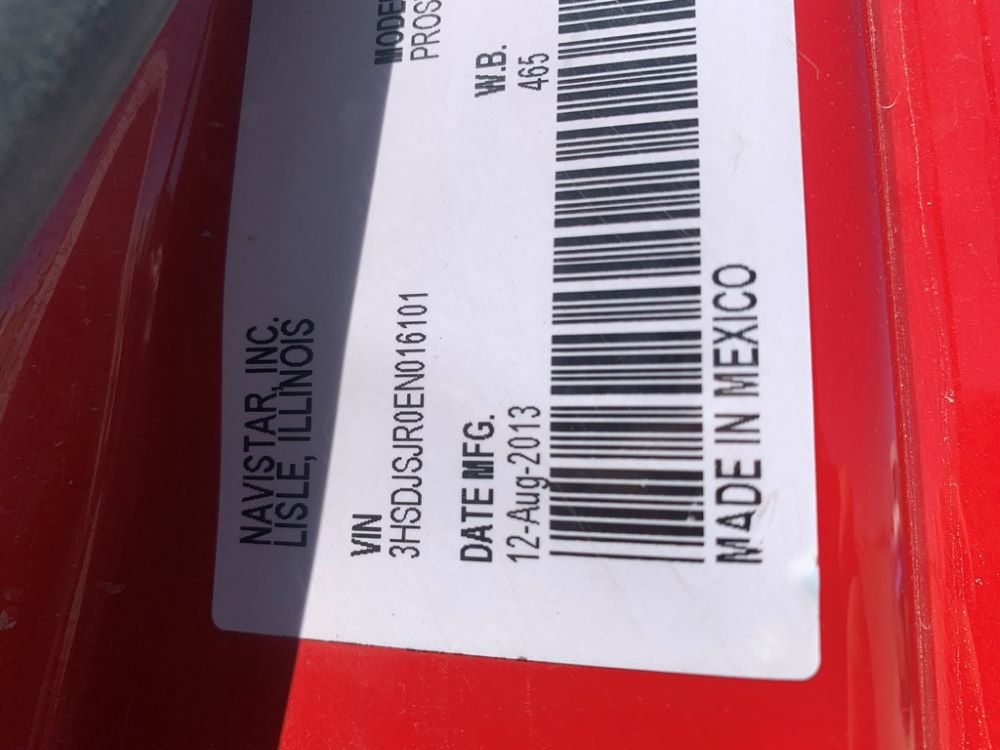 NAVISTAR, INC.
LISLE, ILLINOIS
VIN
3HSDJSJR0EN016101
DATE MFG.
12-Aug-2013
W.B.
465
MADE IN MEXICO